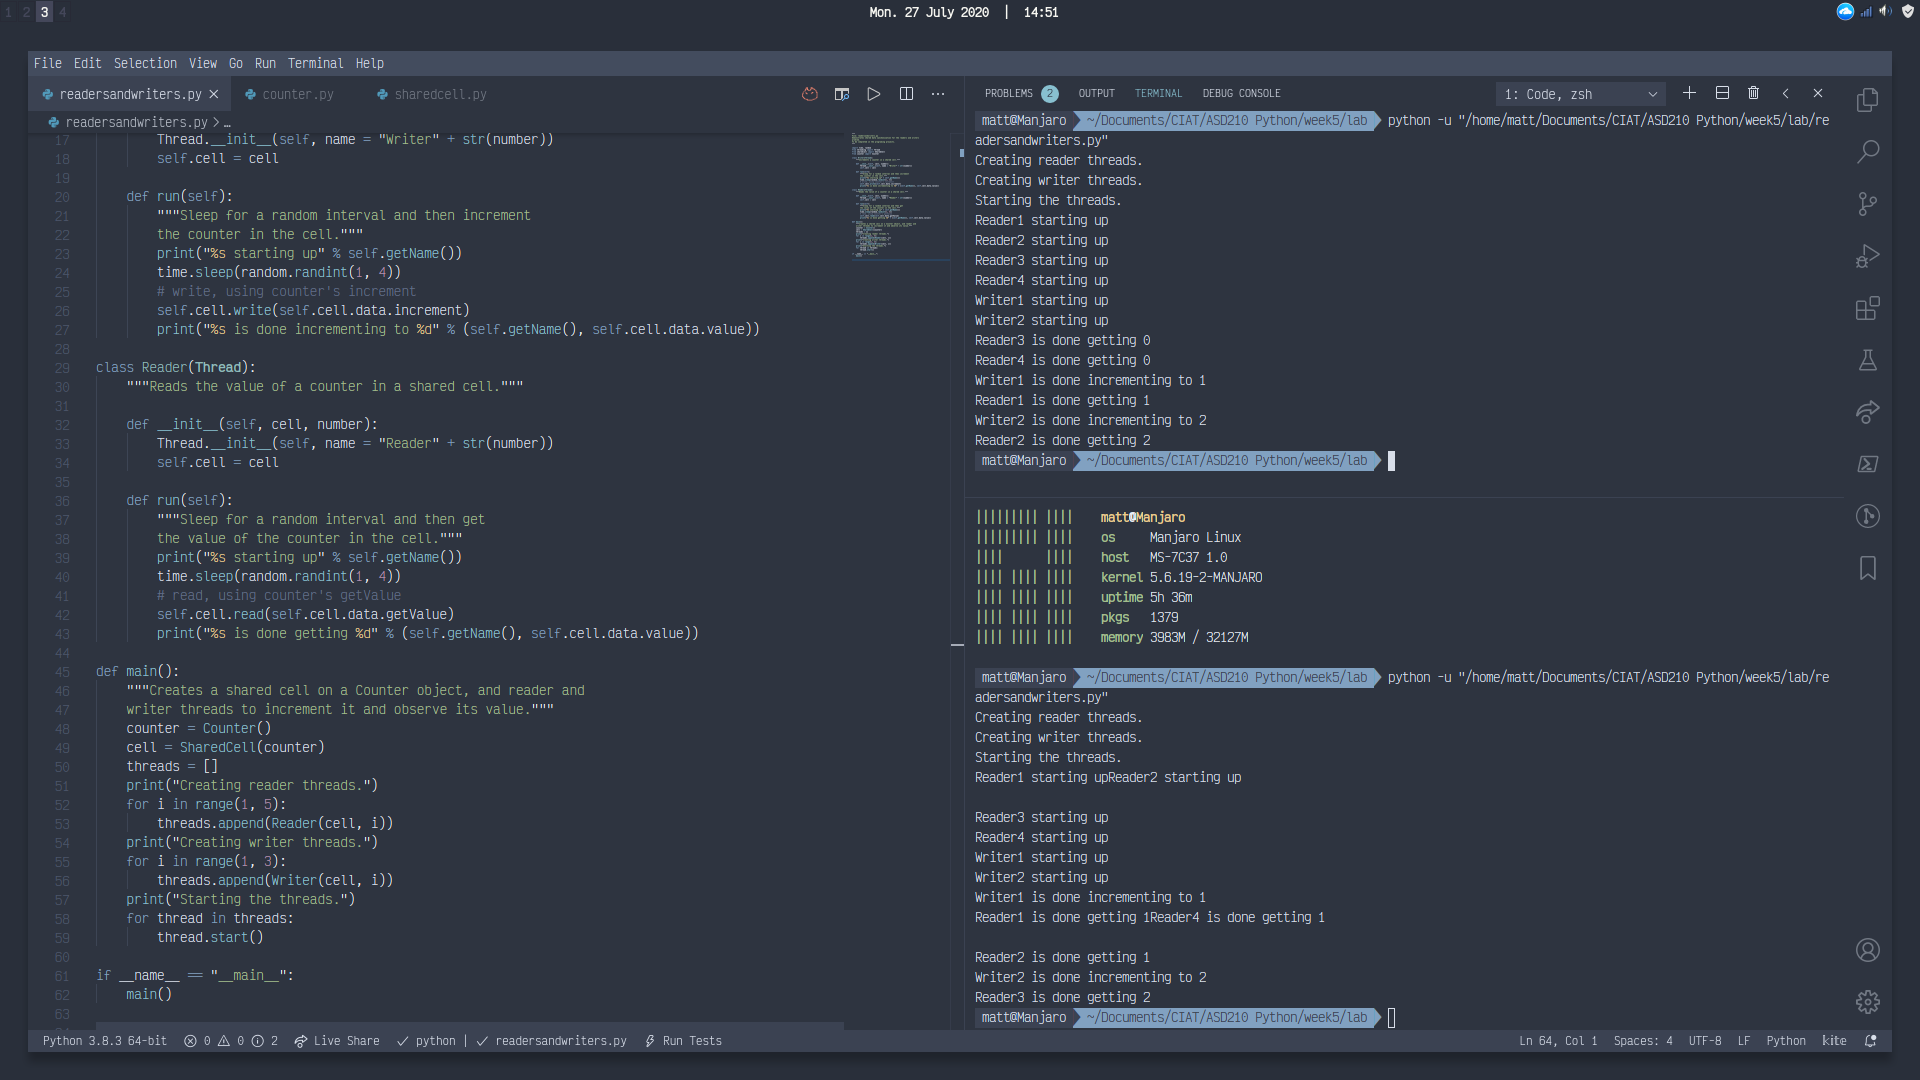 1 2 3 4
Mon. 27 July 2020 | 14:51
File Edit Selection View Go Run Terminal Help
readersandwriters.py counter.py sharedcell.py
readersandwriters.py > …
17 Thread.__init__(self, name = "Writer" + str(number))
18 self.cell = cell
19
20 def run(self):
21 """Sleep for a random interval and then increment
22 the counter in the cell."""
23 print("%s starting up" % self.getName())
24 time.sleep(random.randint(1, 4))
25 # write, using counter's increment
26 self.cell.write(self.cell.data.increment)
27 print("%s is done incrementing to %d" % (self.getName(), self.cell.data.value))
28
29 class Reader(Thread):
30 """Reads the value of a counter in a shared cell."""
31
32 def __init__(self, cell, number):
33 Thread.__init__(self, name = "Reader" + str(number))
34 self.cell = cell
35
36 def run(self):
37 """Sleep for a random interval and then get
38 the value of the counter in the cell."""
39 print("%s starting up" % self.getName())
40 time.sleep(random.randint(1, 4))
41 # read, using counter's getValue
42 self.cell.read(self.cell.data.getValue)
43 print("%s is done getting %d" % (self.getName(), self.cell.data.value))
44
45 def main():
46 """Creates a shared cell on a Counter object, and reader and
47 writer threads to increment it and observe its value."""
48 counter = Counter()
49 cell = SharedCell(counter)
50 threads = []
51 print("Creating reader threads.")
52 for i in range(1, 5):
53 threads.append(Reader(cell, i))
54 print("Creating writer threads.")
55 for i in range(1, 3):
56 threads.append(Writer(cell, i))
57 print("Starting the threads.")
58 for thread in threads:
59 thread.start()
60
61 if __name__ == "__main__":
62 main()
63
PROBLEMS 2 OUTPUT TERMINAL DEBUG CONSOLE 1: Code, zsh
matt@Manjaro ~/Documents/CIAT/ASD210 Python/week5/lab python -u "/home/matt/Documents/CIAT/ASD210 Python/week5/lab/re
adersandwriters.py"
Creating reader threads.
Creating writer threads.
Starting the threads.
Reader1 starting up
Reader2 starting up
Reader3 starting up
Reader4 starting up
Writer1 starting up
Writer2 starting up
Reader3 is done getting 0
Reader4 is done getting 0
Writer1 is done incrementing to 1
Reader1 is done getting 1
Writer2 is done incrementing to 2
Reader2 is done getting 2
matt@Manjaro ~/Documents/CIAT/ASD210 Python/week5/lab
matt@Manjaro
os Manjaro Linux
host MS-7C37 1.0
kernel 5.6.19-2-MANJARO
uptime 5h 36m
pkgs 1379
memory 3983M / 32127M
matt@Manjaro ~/Documents/CIAT/ASD210 Python/week5/lab python -u "/home/matt/Documents/CIAT/ASD210 Python/week5/lab/re
adersandwriters.py"
Creating reader threads.
Creating writer threads.
Starting the threads.
Reader1 starting upReader2 starting up
Reader3 starting up
Reader4 starting up
Writer1 starting up
Writer2 starting up
Writer1 is done incrementing to 1
Reader1 is done getting 1Reader4 is done getting 1
Reader2 is done getting 1
Writer2 is done incrementing to 2
Reader3 is done getting 2
matt@Manjaro ~/Documents/CIAT/ASD210 Python/week5/lab
Python 3.8.3 64-bit 0 0 2 Live Share python | readersandwriters.py Run Tests
Ln 64, Col 1 Spaces: 4 UTF-8 LF Python kite